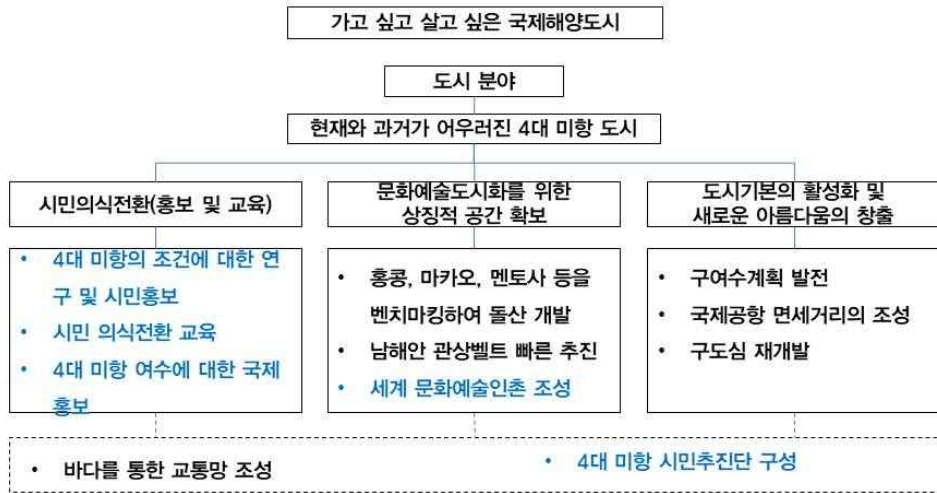 가고 싶고 살고 싶은 국제해양도시
도시 분야
현재와 과거가 어우러진 4대 미항 도시
시민의식전환(홍보 및 교육)
• 4대 미항의 조건에 대한 연
구 및 시민홍보
• 시민 의식전환 교육
• 4대 미항 여수에 대한 국제
홍보
문화예술도시화를 위한
상징적 공간 확보
• 홍콩, 마카오, 멘토사 등을
벤치마킹하여 돌산 개발
• 남해안 관상벨트 빠른 추진
• 세계 문화예술인촌 조성
도시기본의 활성화 및
새로운 아름다움의 창출
• 구여수계획 발전
• 국제공항 면세거리의 조성
• 구도심 재개발
• 바다를 통한 교통망 조성
• 4대 미항 시민추진단 구성